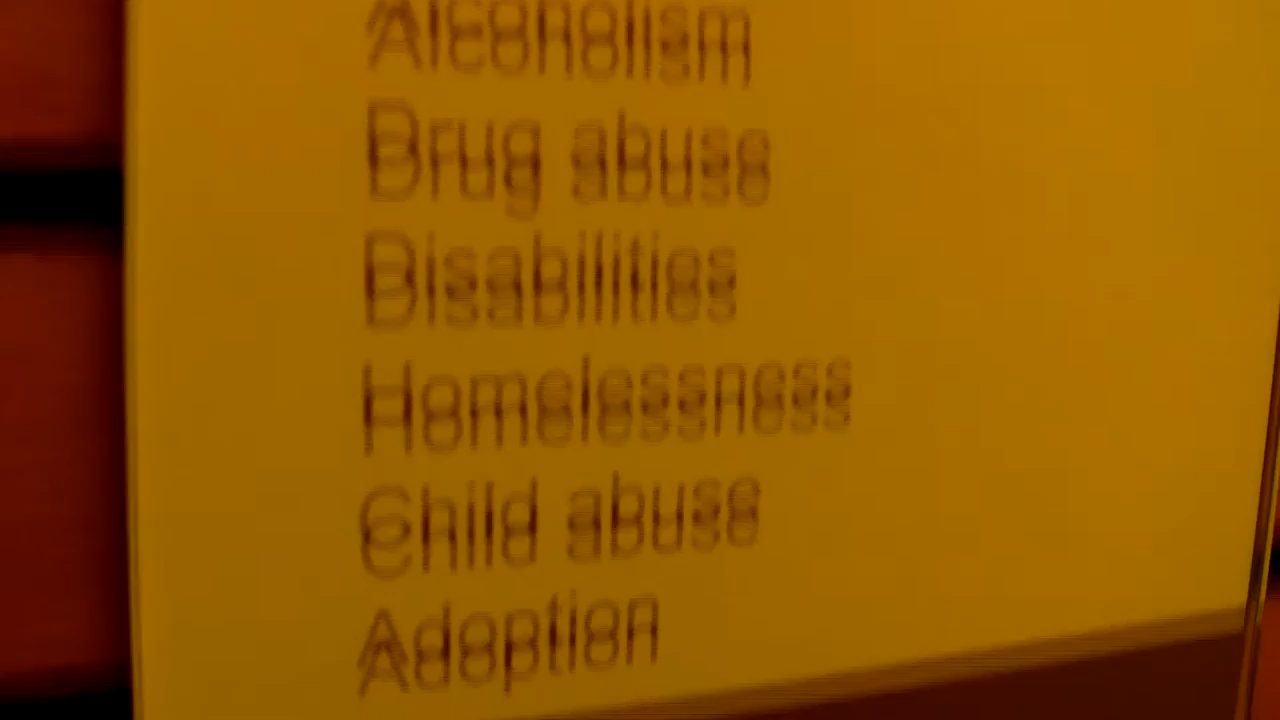 Alcoholism
Drug abuse
Disabilities
Homelessness
Child abuse
Adoption